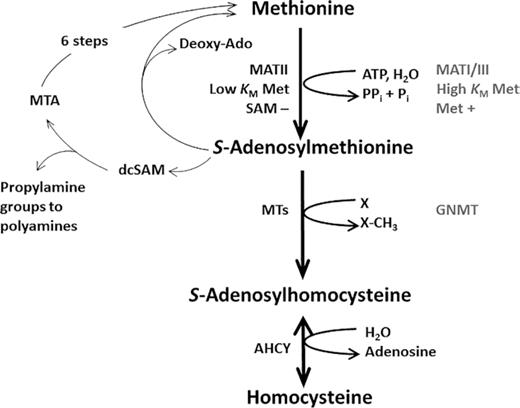 Methionine
6 steps
Deoxy-Ado
MATII
Low KM Met
SAM –
ATP, H2O
PPi + Pi
MATI/III
High KM Met
Met +
MTA
S-Adenosylmethionine
dcSAM
Propylamine
groups to
polyamines
MTs
X
X-CH3
GNMT
S-Adenosylhomocysteine
AHCY
H2O
Adenosine
Homocysteine